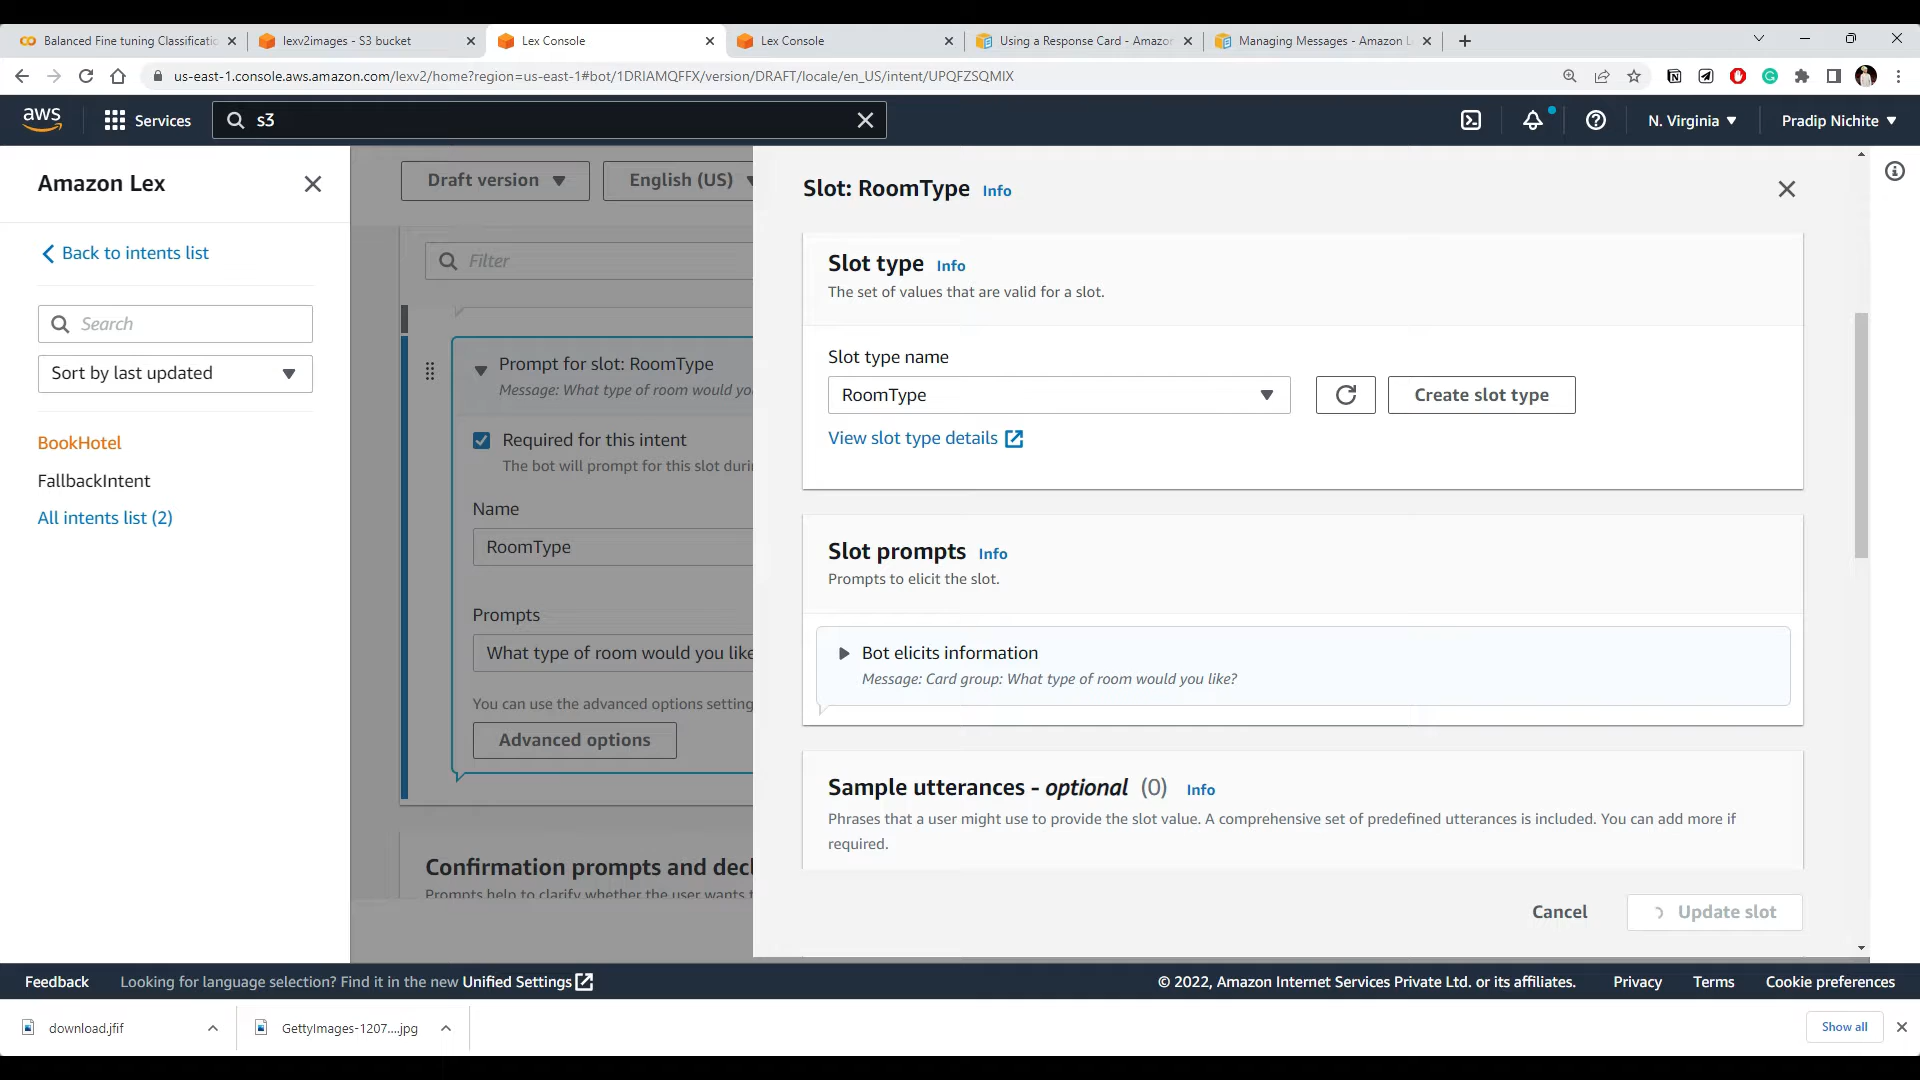 Balanced Fine tuning Classificatic
lexv2images - S3 bucket
Lex Console
Lex Console
Using a Response Card - Amazon
Managing Messages - Amazon L
us-east-1.console.aws.amazon.com/lexv2/home?region=us-east-1#bot/1DRIAMQFFX/version/DRAFT/locale/en_US/intent/UPQFZSQMIX
aws
Services
s3
N. Virginia
Pradip Nichite
Amazon Lex
Back to intents list
Search
Sort by last updated
BookHotel
FallbackIntent
All intents list (2)
Draft version
English (US)
Filter
Prompt for slot: RoomType
Message: What type of room would yo
Required for this intent
The bot will prompt for this slot duri
Name
RoomType
Prompts
What type of room would you like
You can use the advanced options setting
Advanced options
Confirmation prompts and decl
Prompts help to clarify whether the user wants t
Slot: RoomType Info
Slot type Info
The set of values that are valid for a slot.
Slot type name
RoomType
Create slot type
View slot type details
Slot prompts Info
Prompts to elicit the slot.
Bot elicits information
Message: Card group: What type of room would you like?
Sample utterances - optional (0) Info
Phrases that a user might use to provide the slot value. A comprehensive set of predefined utterances is included. You can add more if
required.
Cancel
Update slot
Feedback
Looking for language selection? Find it in the new Unified Settings
© 2022, Amazon Internet Services Private Ltd. or its affiliates.
Privacy
Terms
Cookie preferences
download.jfif
GettyImages-1207....jpg
Show all